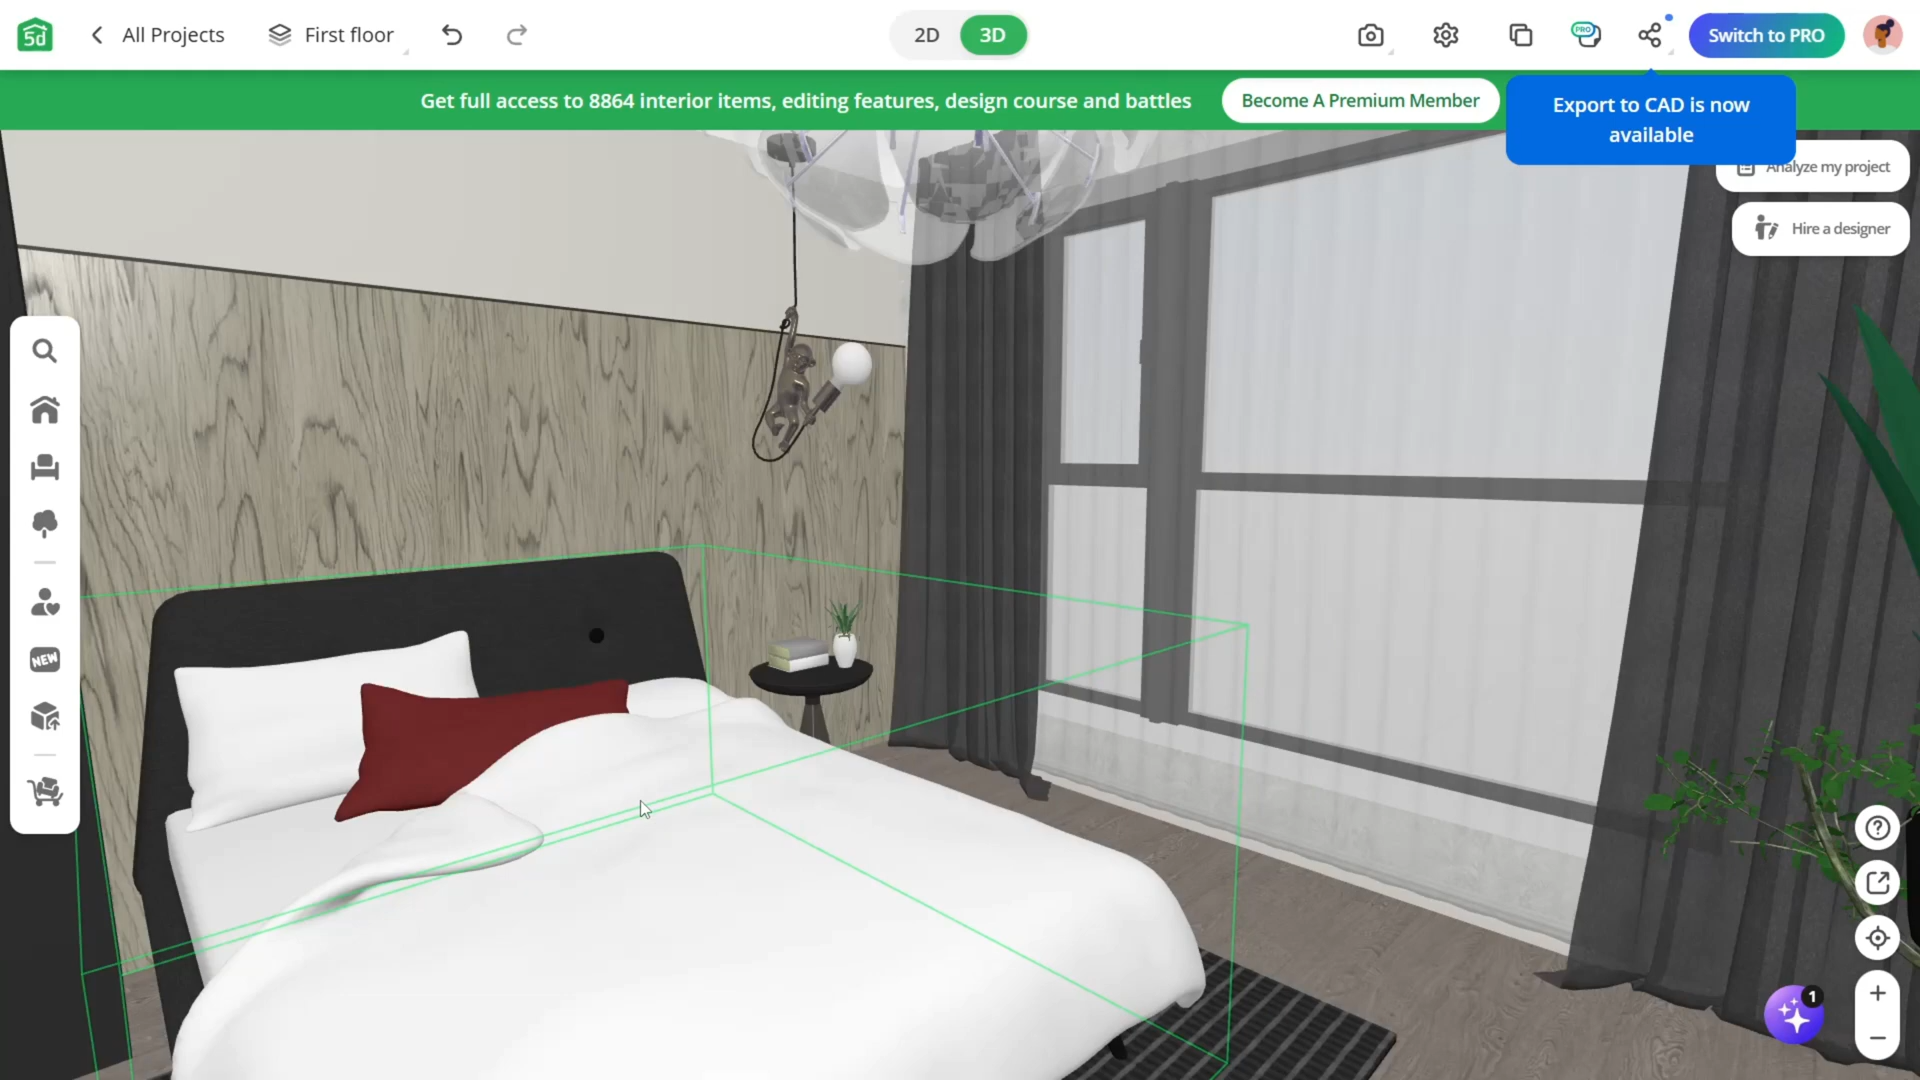 5d
All Projects
First floor
2D
3D
PRO
Switch to PRO
Get full access to 8864 interior items, editing features, design course and battles
Become A Premium Member
Export to CAD is now
available
Analyze my project
Hire a designer
NEW
1